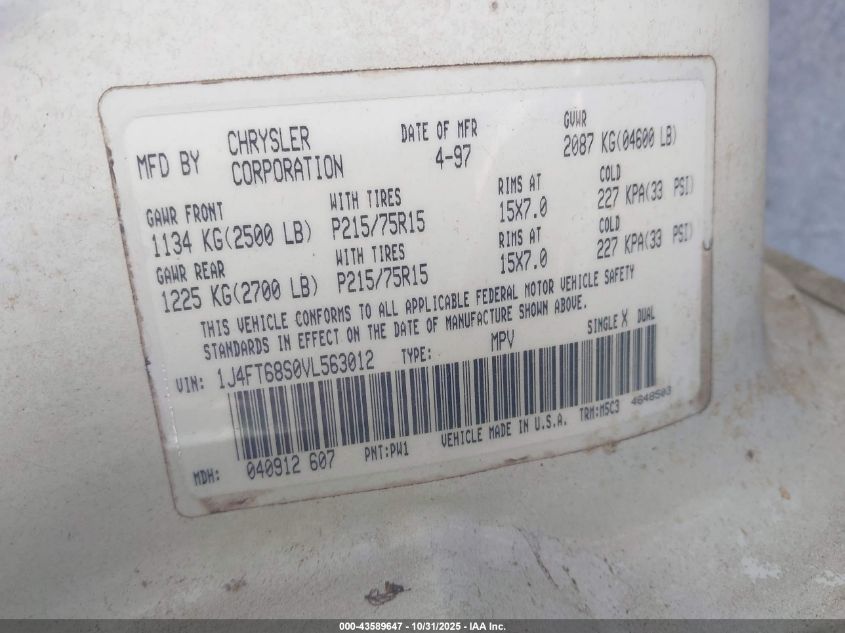 MFD BY CHRYSLER CORPORATION DATE OF MFR 4-97 GVWR 2087 KG(04600 LB)
GAWR FRONT WITH TIRES RIMS AT COLD
1134 KG(2500 LB) P215/75R15 15X7.0 227 KPA(33 PSI)
GAWR REAR WITH TIRES RIMS AT COLD
1225 KG(2700 LB) P215/75R15 15X7.0 227 KPA(33 PSI)
THIS VEHICLE CONFORMS TO ALL APPLICABLE FEDERAL MOTOR VEHICLE SAFETY
STANDARDS IN EFFECT ON THE DATE OF MANUFACTURE SHOWN ABOVE.
VIN: 1J4FT68S0VL563012 TYPE: MPV SINGLE X DUAL
MDH: 040912 607 PNT:PW1 VEHICLE MADE IN U.S.A. TRM:M5C3 4648503
000-43589647 - 10/31/2025 - IAA Inc.